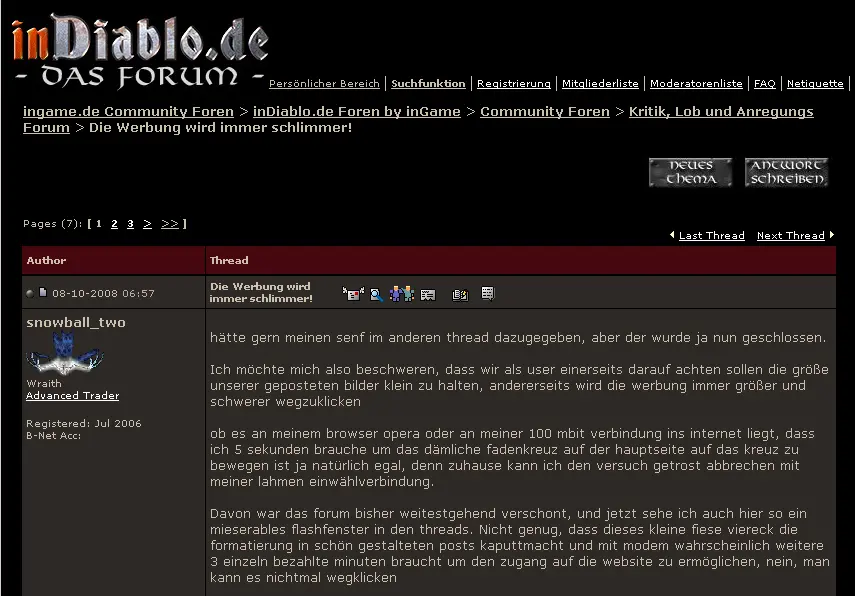 inDiablo.de
- DAS FORUM -
Persönlicher Bereich | Suchfunktion | Registrierung | Mitgliederliste | Moderatorenliste | FAQ | Netiquette |
ingame.de Community Foren > inDiablo.de Foren by inGame > Community Foren > Kritik, Lob und Anregungs
Forum > Die Werbung wird immer schlimmer!
NEUES THEMA
ANTWORT SCHREIBEN
Pages (7): [ 1 2 3 > >> ]
Last Thread Next Thread
Author Thread
08-10-2008 06:57
Die Werbung wird
immer schlimmer!
snowball_two
Wraith
Advanced Trader
Registered: Jul 2006
B-Net Acc:
hätte gern meinen senf im anderen thread dazugegeben, aber der wurde ja nun geschlossen.
Ich möchte mich also beschweren, dass wir als user einerseits darauf achten sollen die größe
unserer geposteten bilder klein zu halten, andererseits wird die werbung immer größer und
schwerer wegzuklicken
ob es an meinem browser opera oder an meiner 100 mbit verbindung ins internet liegt, dass
ich 5 sekunden brauche um das dämliche fadenkreuz auf der hauptseite auf das kreuz zu
bewegen ist ja natürlich egal, denn zuhause kann ich den versuch getrost abbrechen mit
meiner lahmen einwählverbindung.
Davon war das forum bisher weitestgehend verschont, und jetzt sehe ich auch hier so ein
mieserables flashfenster in den threads. Nicht genug, dass dieses kleine fiese viereck die
formatierung in schön gestalteten posts kaputtmacht und mit modem wahrscheinlich weitere
3 einzeln bezahlte minuten braucht um den zugang auf die website zu ermöglichen, nein, man
kann es nichtmal wegklicken